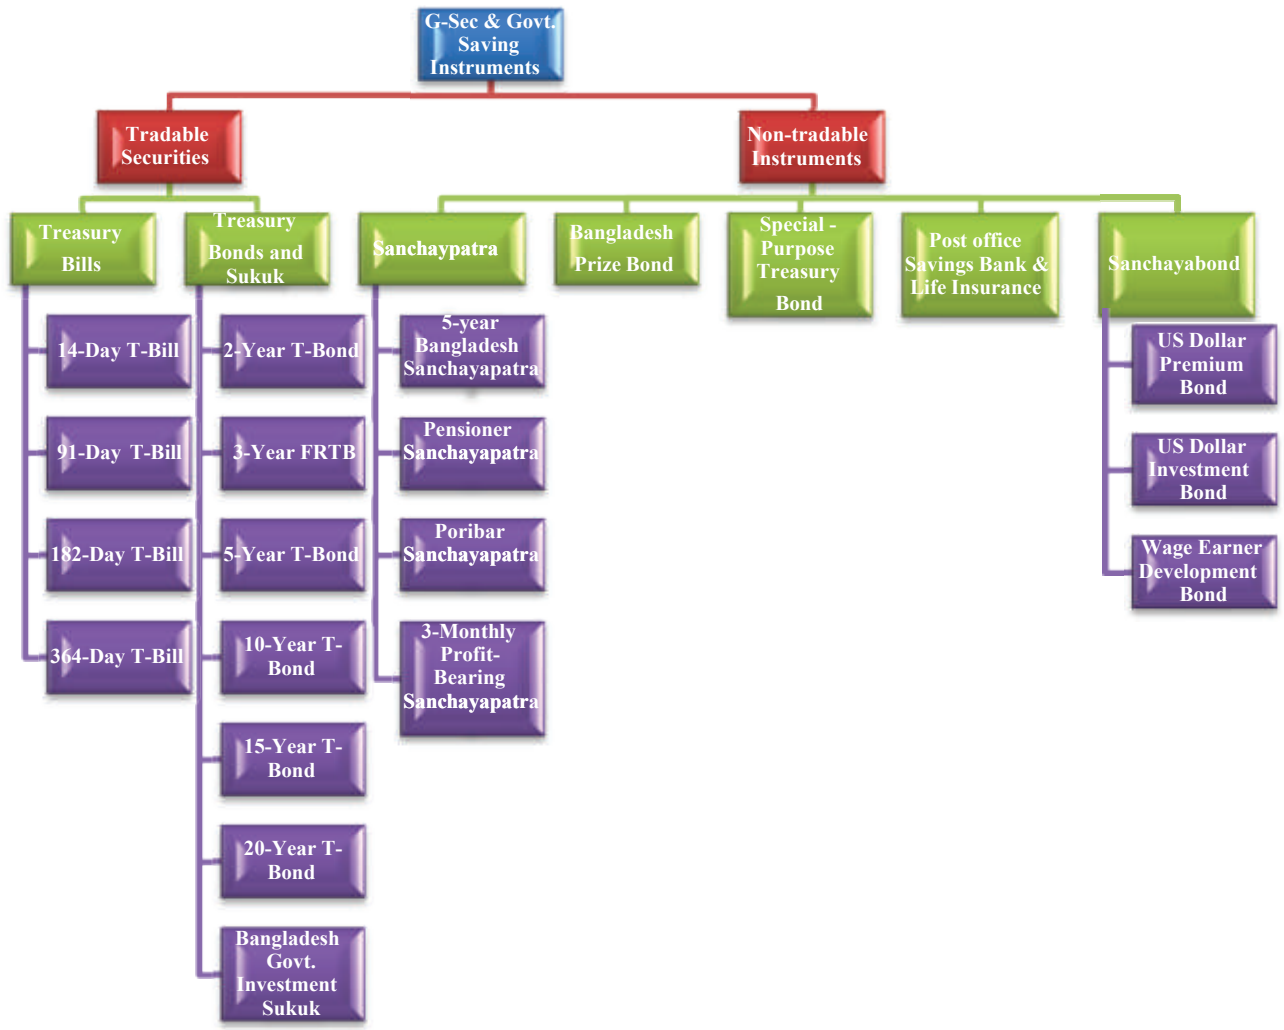 G-Sec & Govt.
Saving
Instruments
Tradable
Securities
Non-tradable
Instruments
Treasury
Bills
Treasury
Bonds and
Sukuk
Sanchaypatra
Bangladesh
Prize Bond
Special -
Purpose
Treasury
Bond
Post office
Savings Bank &
Life Insurance
Sanchayabond
14-Day T-Bill
91-Day T-Bill
182-Day T-Bill
364-Day T-Bill
2-Year T-Bond
3-Year FRTB
5-Year T-Bond
10-Year T-
Bond
15-Year T-
Bond
20-Year T-
Bond
Bangladesh
Govt.
Investment
Sukuk
5-year
Bangladesh
Sanchayapatra
Pensioner
Sanchayapatra
Poribar
Sanchayapatra
3-Monthly
Profit-
Bearing
Sanchayapatra
US Dollar
Premium
Bond
US Dollar
Investment
Bond
Wage Earner
Development
Bond